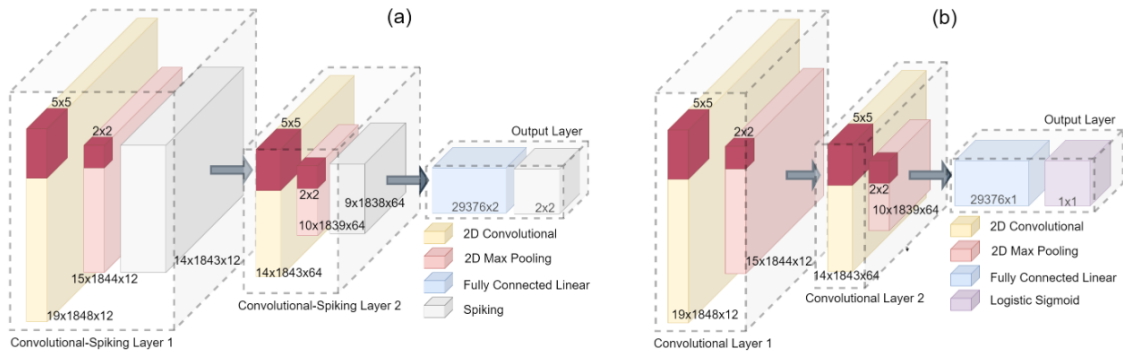 (a)
5x5
2x2
15x1844x12
14x1843x12
19x1848x12
Convolutional-Spiking Layer 1
5x5
2x2
9x1838x64
10x1839x64
14x1843x64
Convolutional-Spiking Layer 2
Output Layer
29376x2
2x2
2D Convolutional
2D Max Pooling
Fully Connected Linear
Spiking
(b)
5x5
2x2
15x1844x12
19x1848x12
Convolutional Layer 1
5x5
2x2
10x1839x64
14x1843x64
Convolutional Layer 2
Output Layer
29376x1
1x1
2D Convolutional
2D Max Pooling
Fully Connected Linear
Logistic Sigmoid